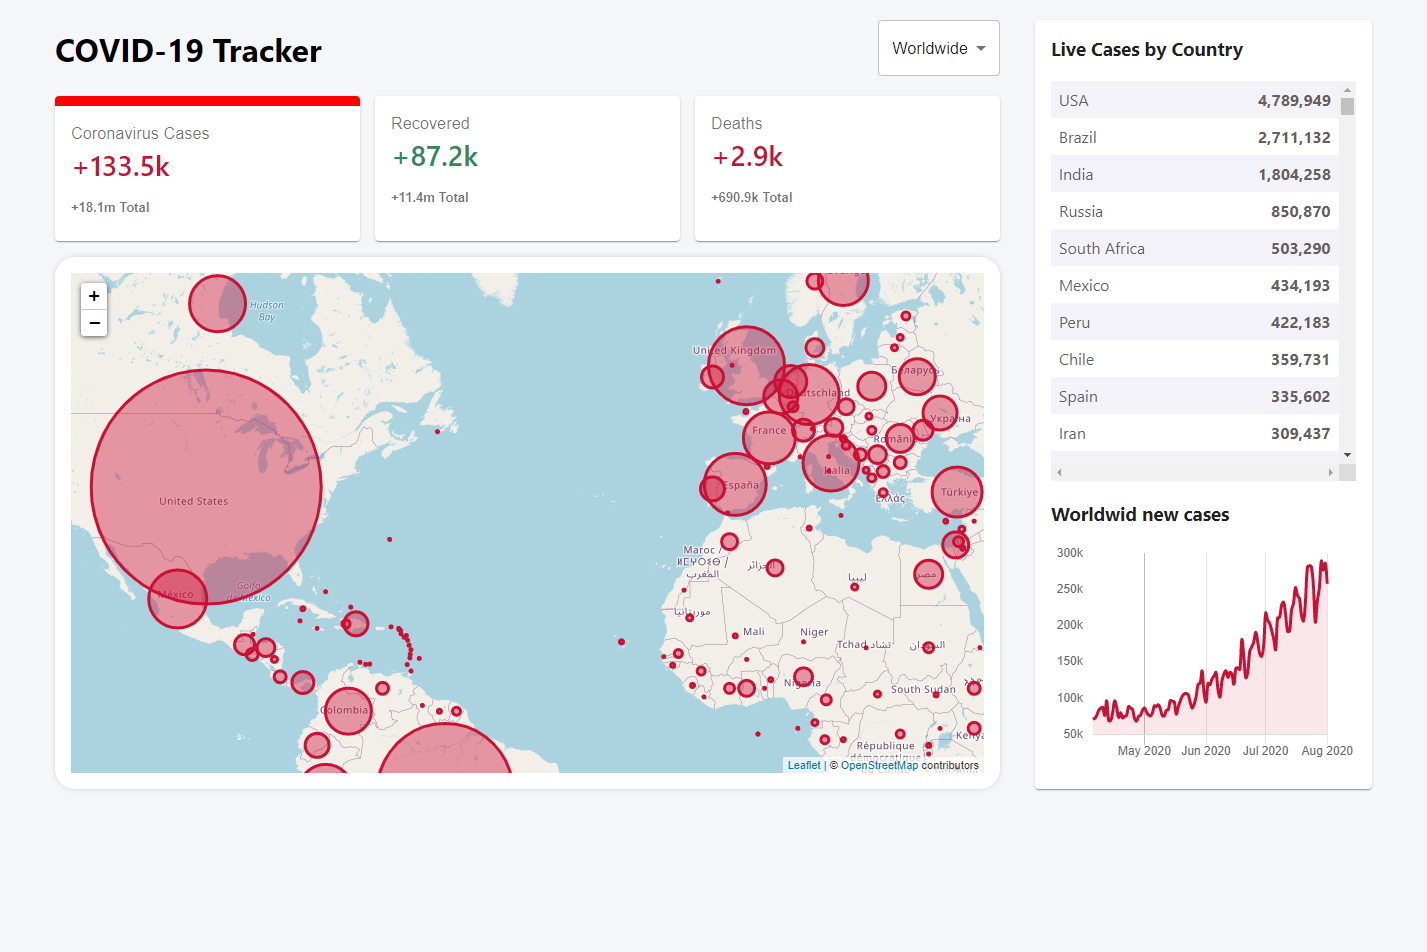 COVID-19 Tracker
Worldwide
Coronavirus Cases
+133.5k
+18.1m Total
Recovered
+87.2k
+11.4m Total
Deaths
+2.9k
+690.9k Total
+
−
Hudson
Bay
United States
México
Golfo
de México
Colombia
United Kingdom
Deutschland
Беларусь
Україна
France
România
Italia
España
Ελλάς
Türkiye
Maroc /
ⵍⵎⵖⵔⵉⴱ /
المغرب
الجزائر
ليبيا
مصر
موريتانيا
Mali
Niger
Tchad تشاد
السودان
Nigeria
South Sudan
République
démocratique
du Congo
Kenya
Tanzania
Leaflet | © OpenStreetMap contributors
Live Cases by Country
USA 4,789,949
Brazil 2,711,132
India 1,804,258
Russia 850,870
South Africa 503,290
Mexico 434,193
Peru 422,183
Chile 359,731
Spain 335,602
Iran 309,437
Worldwid new cases
300k
250k
200k
150k
100k
50k
May 2020 Jun 2020 Jul 2020 Aug 2020